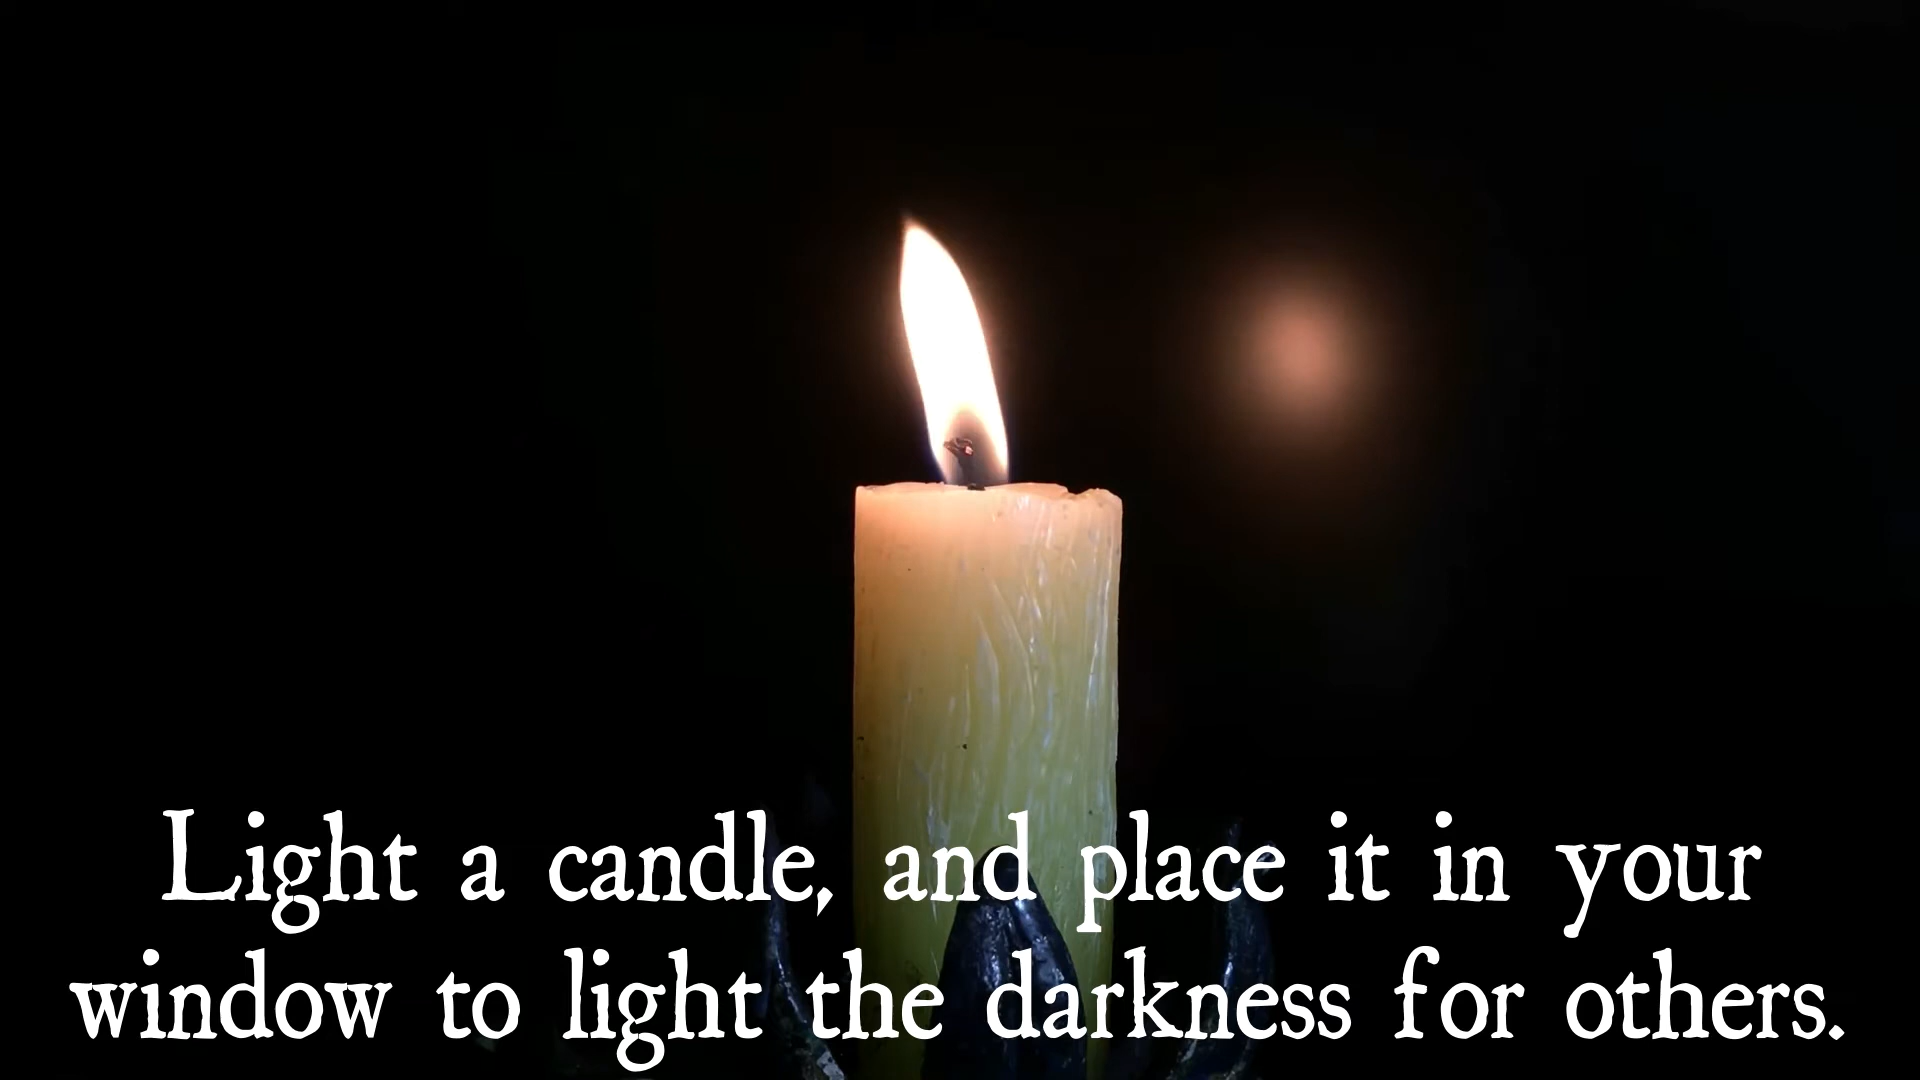 Light a candle, and place it in your
window to light the darkness for others.